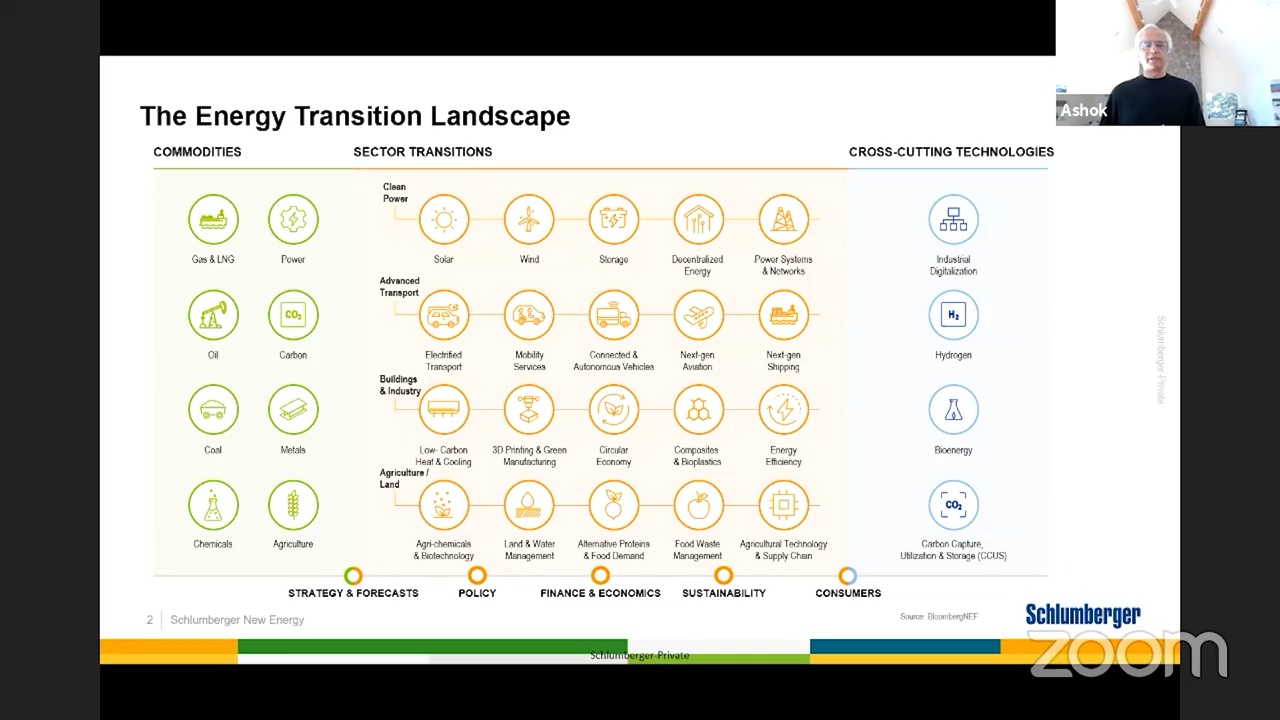 The Energy Transition Landscape
Ashok
COMMODITIES
SECTOR TRANSITIONS
CROSS-CUTTING TECHNOLOGIES
Gas & LNG
Power
Oil
CO₂
Carbon
Coal
Metals
Chemicals
Agriculture
Clean
Power
Solar
Wind
Storage
Decentralized
Energy
Power Systems
& Networks
Advanced
Transport
Electrified
Transport
Mobility
Services
Connected &
Autonomous Vehicles
Next-gen
Aviation
Next-gen
Shipping
Buildings
& Industry
Low- Carbon
Heat & Cooling
3D Printing & Green
Manufacturing
Circular
Economy
Composites
& Bioplastics
Energy
Efficiency
Agriculture /
Land
Agri-chemicals
& Biotechnology
Land & Water
Management
Alternative Proteins
& Food Demand
Food Waste
Management
Agricultural Technology
& Supply Chain
Industrial
Digitalization
H₂
Hydrogen
Bioenergy
CO₂
Carbon Capture,
Utilization & Storage (CCUS)
STRATEGY & FORECASTS
POLICY
FINANCE & ECONOMICS
SUSTAINABILITY
CONSUMERS
2
Schlumberger New Energy
Source: BloombergNEF
Schlumberger
Schlumberger-Private
Schlumberger-Private
zoom